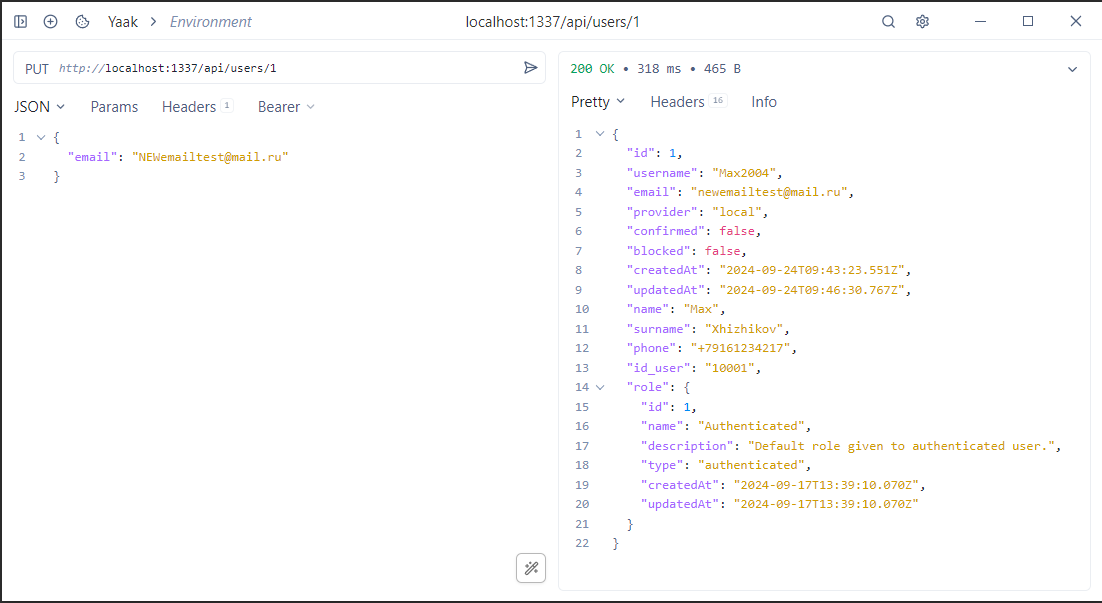 Yaak > Environment
localhost:1337/api/users/1
PUT http://localhost:1337/api/users/1
JSON Params Headers 1 Bearer
1 {
2 "email": "NEWemailtest@mail.ru"
3 }
200 OK • 318 ms • 465 B
Pretty Headers 16 Info
1 {
2 "id": 1,
3 "username": "Max2004",
4 "email": "newemailtest@mail.ru",
5 "provider": "local",
6 "confirmed": false,
7 "blocked": false,
8 "createdAt": "2024-09-24T09:43:23.551Z",
9 "updatedAt": "2024-09-24T09:46:30.767Z",
10 "name": "Max",
11 "surname": "Xhizhikov",
12 "phone": "+79161234217",
13 "id_user": "10001",
14 "role": {
15 "id": 1,
16 "name": "Authenticated",
17 "description": "Default role given to authenticated user.",
18 "type": "authenticated",
19 "createdAt": "2024-09-17T13:39:10.070Z",
20 "updatedAt": "2024-09-17T13:39:10.070Z"
21 }
22 }